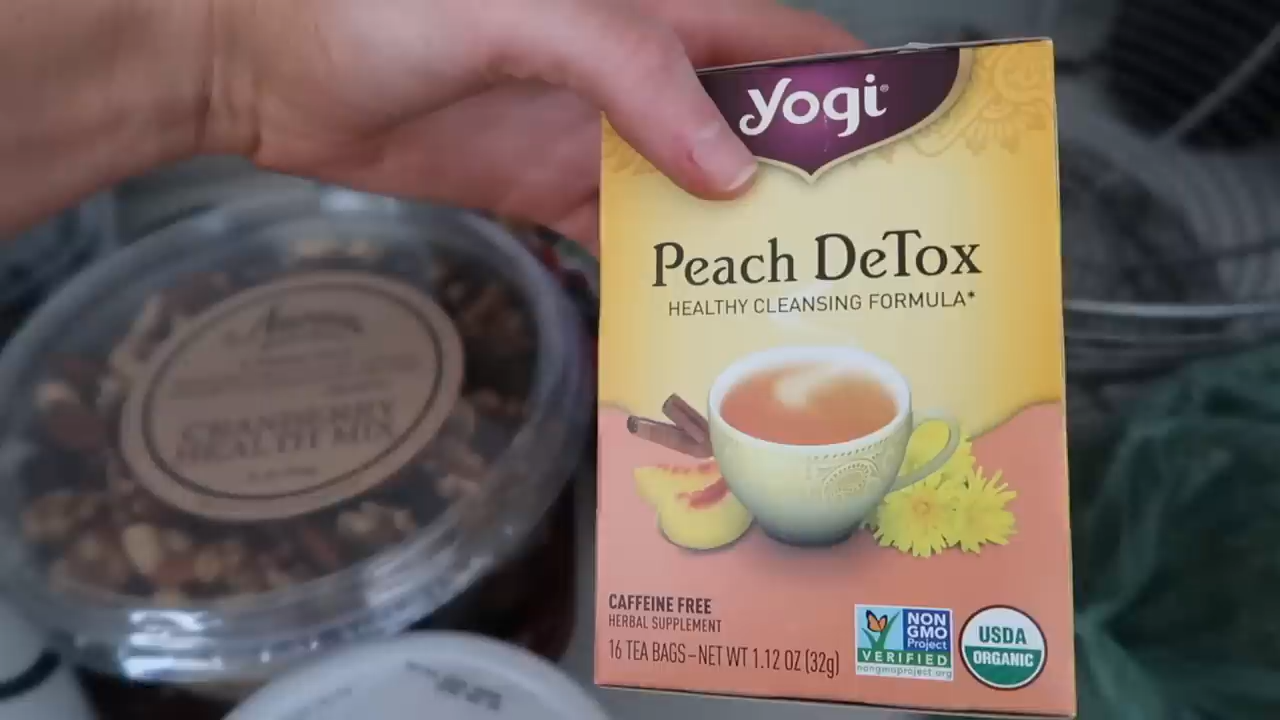 yogi®
Peach DeTox
HEALTHY CLEANSING FORMULA*
CAFFEINE FREE
HERBAL SUPPLEMENT
16 TEA BAGS–NET WT 1.12 OZ (32g)
NON
GMO
Project
VERIFIED
nongmoproject.org
USDA
ORGANIC
CRANBERRY
HEALTH MIX